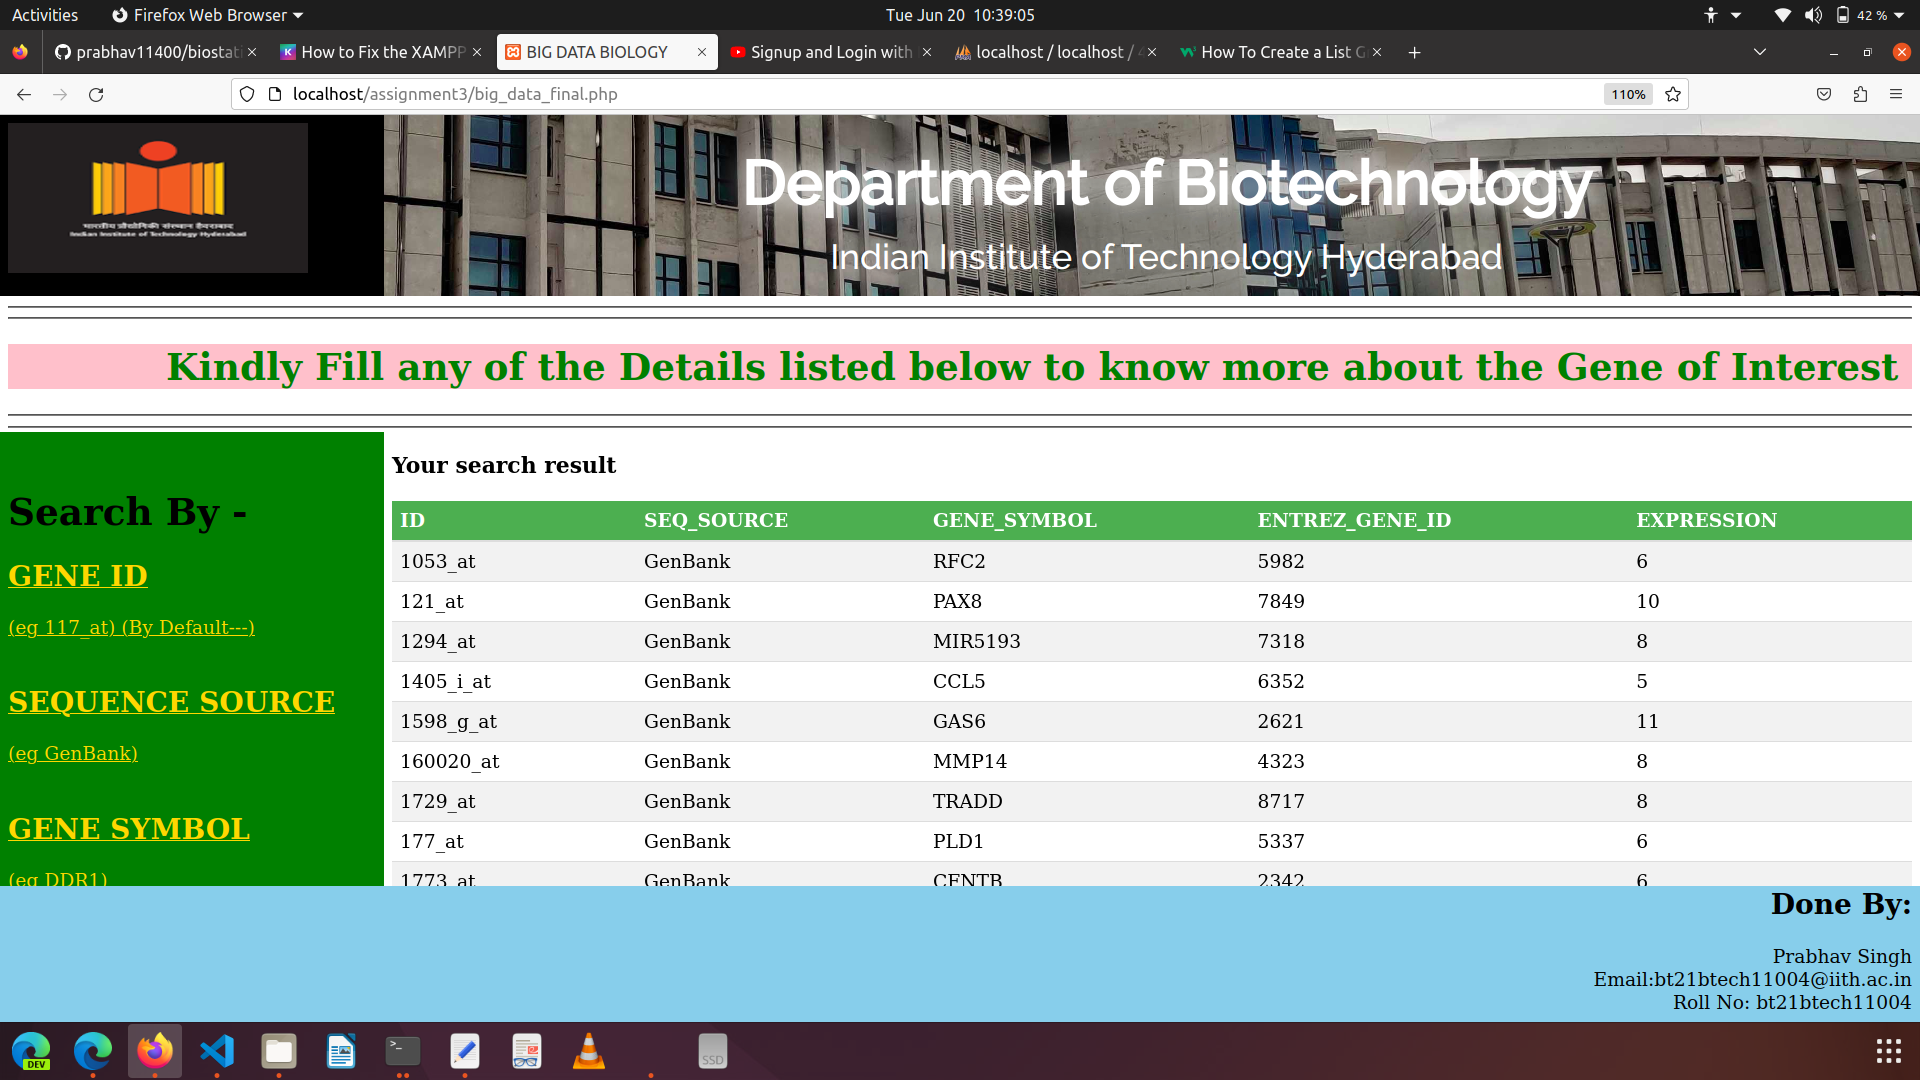 Activities Firefox Web Browser Tue Jun 20 10:39:05 42 %
prabhav11400/biostati How to Fix the XAMPP BIG DATA BIOLOGY Signup and Login with localhost / localhost / How To Create a List G
localhost/assignment3/big_data_final.php 110%
भारतीय प्रौद्योगिकी संस्थान हैदराबाद
Indian Institute of Technology Hyderabad
Department of Biotechnology
Indian Institute of Technology Hyderabad
Kindly Fill any of the Details listed below to know more about the Gene of Interest
Search By -
GENE ID
(eg 117_at) (By Default---)
SEQUENCE SOURCE
(eg GenBank)
GENE SYMBOL
(eg DDR1)
Your search result
ID SEQ_SOURCE GENE_SYMBOL ENTREZ_GENE_ID EXPRESSION
1053_at GenBank RFC2 5982 6
121_at GenBank PAX8 7849 10
1294_at GenBank MIR5193 7318 8
1405_i_at GenBank CCL5 6352 5
1598_g_at GenBank GAS6 2621 11
160020_at GenBank MMP14 4323 8
1729_at GenBank TRADD 8717 8
177_at GenBank PLD1 5337 6
1773_at GenBank 2342 6
Done By:
Prabhav Singh
Email:bt21btech11004@iith.ac.in
Roll No: bt21btech11004
DEV
SSD